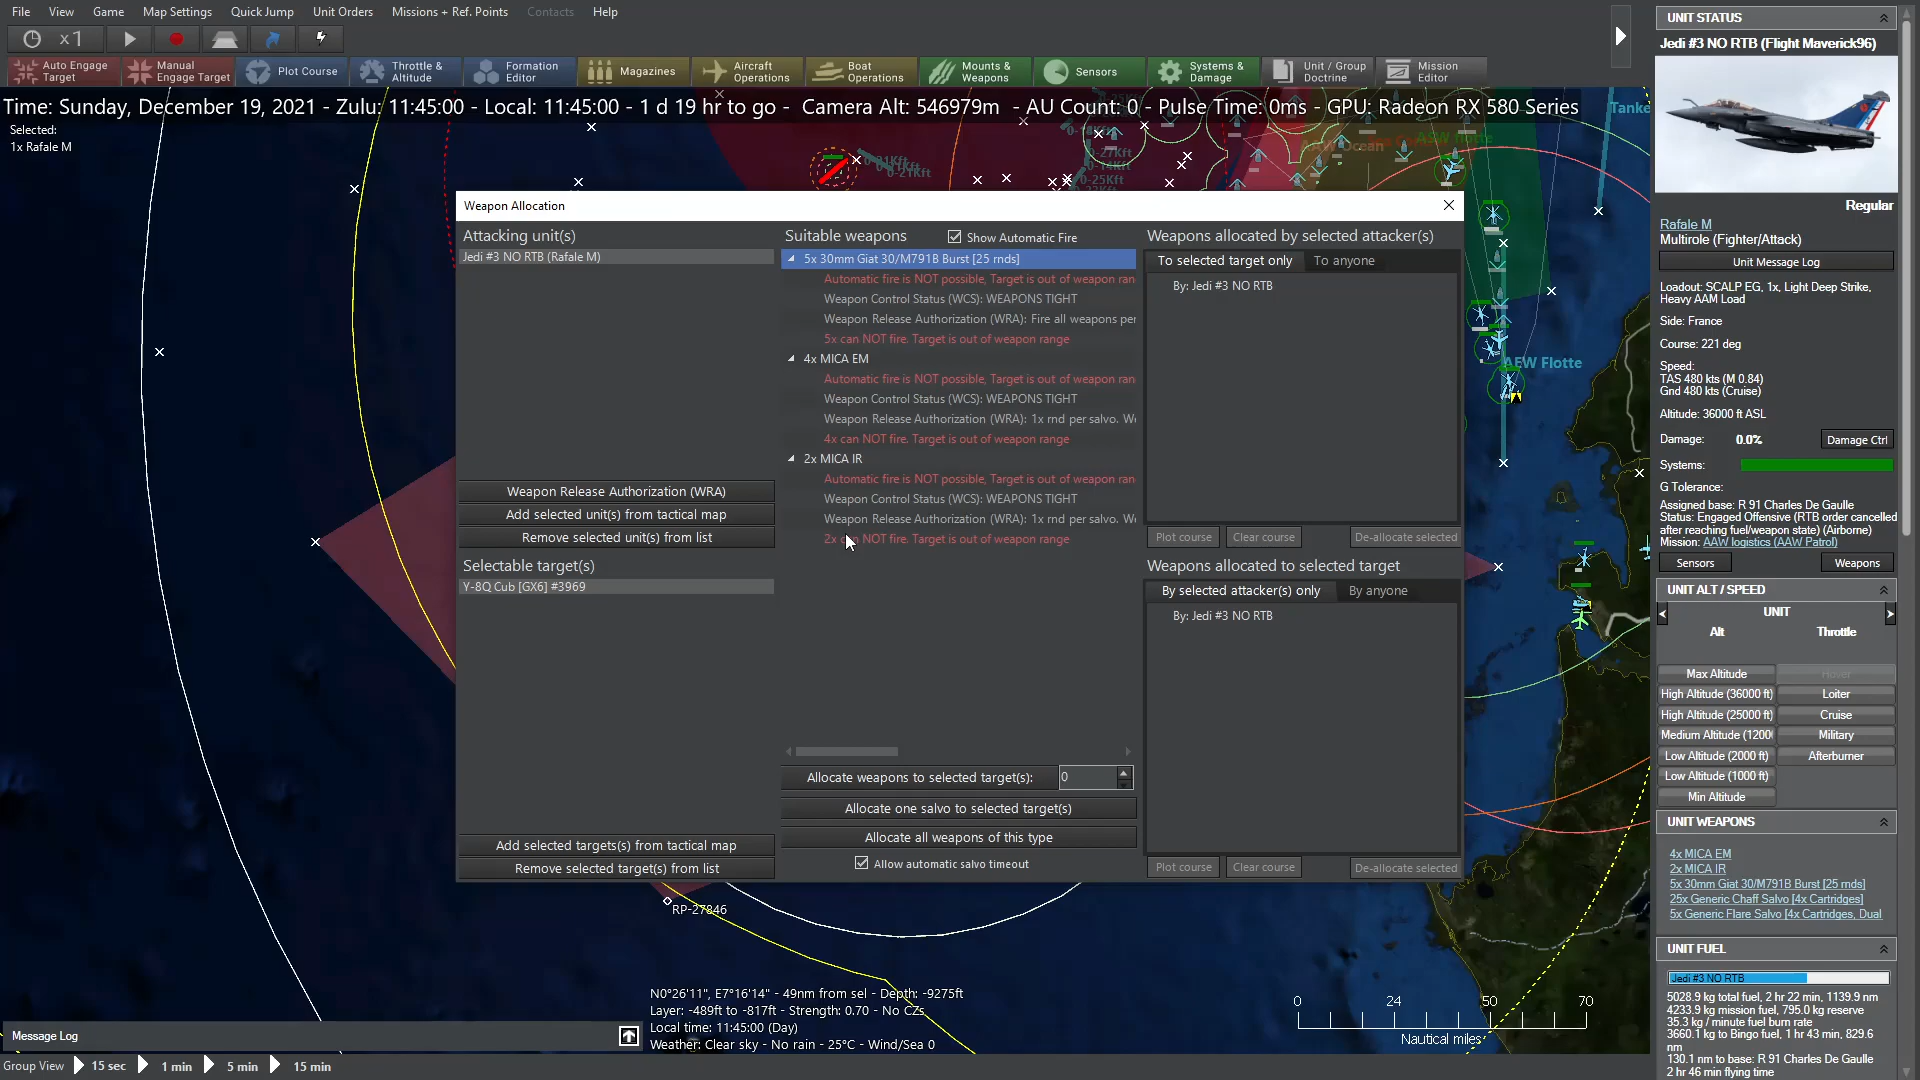 File View Game Map Settings Quick Jump Unit Orders Missions + Ref. Points Contacts Help
x1
Auto Engage Target
Manual Engage Target
Plot Course
Throttle & Altitude
Formation Editor
Magazines
Aircraft Operations
Boat Operations
Mounts & Weapons
Sensors
Systems & Damage
Unit / Group Doctrine
Mission Editor
Time: Sunday, December 19, 2021 - Zulu: 11:45:00 - Local: 11:45:00 - 1 d 19 hr to go - Camera Alt: 546979m - AU Count: 0 - Pulse Time: 0ms - GPU: Radeon RX 580 Series
Selected:
1x Rafale M
Weapon Allocation
Attacking unit(s)
Jedi #3 NO RTB (Rafale M)
Weapon Release Authorization (WRA)
Add selected unit(s) from tactical map
Remove selected unit(s) from list
Selectable target(s)
Y-8Q Cub [GX6] #3969
Add selected targets(s) from tactical map
Remove selected target(s) from list
Suitable weapons
Show Automatic Fire
5x 30mm Giat 30/M791B Burst [25 rnds]
Automatic fire is NOT possible, Target is out of weapon ran
Weapon Control Status (WCS): WEAPONS TIGHT
Weapon Release Authorization (WRA): Fire all weapons per
5x can NOT fire. Target is out of weapon range
4x MICA EM
Automatic fire is NOT possible, Target is out of weapon ran
Weapon Control Status (WCS): WEAPONS TIGHT
Weapon Release Authorization (WRA): 1x rnd per salvo. We
4x can NOT fire. Target is out of weapon range
2x MICA IR
Automatic fire is NOT possible, Target is out of weapon ran
Weapon Control Status (WCS): WEAPONS TIGHT
Weapon Release Authorization (WRA): 1x rnd per salvo. We
2x can NOT fire. Target is out of weapon range
Allocate weapons to selected target(s): 0
Allocate one salvo to selected target(s)
Allocate all weapons of this type
Allow automatic salvo timeout
Weapons allocated by selected attacker(s)
To selected target only To anyone
By: Jedi #3 NO RTB
Plot course Clear course De-allocate selected
Weapons allocated to selected target
By selected attacker(s) only By anyone
By: Jedi #3 NO RTB
Plot course Clear course De-allocate selected
Tanke
AEW Flotte
RP-27846
N0°26'11", E7°16'14" - 49nm from sel - Depth: -9275ft
Layer: -489ft to -817ft - Strength: 0.70 - No CZs
Local time: 11:45:00 (Day)
Weather: Clear sky - No rain - 25°C - Wind/Sea 0
0 24 50 70
Nautical miles
Message Log
Group View 15 sec 1 min 5 min 15 min
UNIT STATUS
Jedi #3 NO RTB (Flight Maverick96)
Regular
Rafale M
Multirole (Fighter/Attack)
Unit Message Log
Loadout: SCALP EG, 1x, Light Deep Strike,
Heavy AAM Load
Side: France
Course: 221 deg
Speed:
TAS 480 kts (M 0.84)
Gnd 480 kts (Cruise)
Altitude: 36000 ft ASL
Damage: 0.0% Damage Ctrl
Systems:
G Tolerance:
Assigned base: R 91 Charles De Gaulle
Status: Engaged Offensive (RTB order cancelled
after reaching fuel/weapon state) (Airborne)
Mission: AAW logistics (AAW Patrol)
Sensors Weapons
UNIT ALT / SPEED
UNIT
Alt Throttle
Max Altitude Hover
High Altitude (36000 ft) Loiter
High Altitude (25000 ft) Cruise
Medium Altitude (1200 Military
Low Altitude (2000 ft) Afterburner
Low Altitude (1000 ft)
Min Altitude
UNIT WEAPONS
4x MICA EM
2x MICA IR
5x 30mm Giat 30/M791B Burst [25 rnds]
25x Generic Chaff Salvo [4x Cartridges]
5x Generic Flare Salvo [4x Cartridges, Dual
UNIT FUEL
Jedi #3 NO RTB
5028.9 kg total fuel, 2 hr 22 min, 1139.9 nm
4233.9 kg mission fuel, 795.0 kg reserve
35.3 kg / minute fuel burn rate
3660.1 kg to Bingo fuel, 1 hr 43 min, 829.6
nm
130.1 nm to base: R 91 Charles De Gaulle
2 hr 46 min flying time